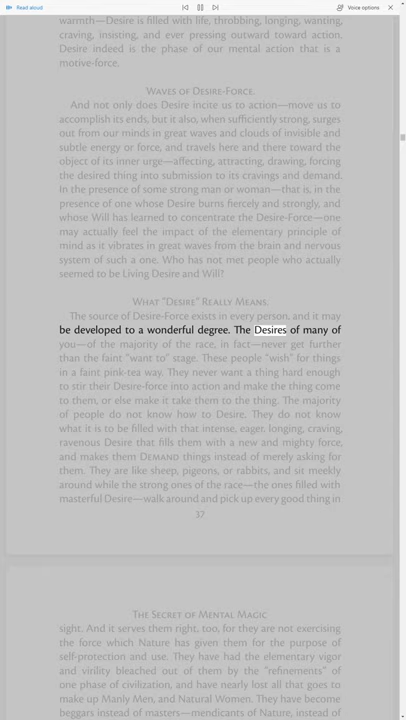 Read aloud
Voice options
warmth—Desire is filled with life, throbbing, longing, wanting,
craving, insisting, and ever pressing outward toward action.
Desire indeed is the phase of our mental action that is a
motive-force.
Waves of Desire-Force.
And not only does Desire incite us to action—move us to
accomplish its ends, but it also, when sufficiently strong, surges
out from our minds in great waves and clouds of invisible and
subtle energy or force, and travels here and there toward the
object of its inner urge—affecting, attracting, drawing, forcing
the desired thing into submission to its cravings and demand.
In the presence of some strong man or woman—that is, in the
presence of one whose Desire burns fiercely and strongly, and
whose Will has learned to concentrate the Desire-Force—one
may actually feel the impact of the elementary principle of
mind as it vibrates in great waves from the brain and nervous
system of such a one. Who has not met people who actually
seemed to be Living Desire and Will?
What "Desire" Really Means.
The source of Desire-Force exists in every person, and it may
be developed to a wonderful degree. The Desires of many of
you—of the majority of the race, in fact—never get further
than the faint "want to" stage. These people "wish" for things
in a faint pink-tea way. They never want a thing hard enough
to stir their Desire-force into action and make the thing come
to them, or else make it take them to the thing. The majority
of people do not know how to Desire. They do not know
what it is to be filled with that intense, eager, longing, craving,
ravenous Desire that fills them with a new and mighty force,
and makes them Demand things instead of merely asking for
them. They are like sheep, pigeons, or rabbits, and sit meekly
around while the strong ones of the race—the ones filled with
masterful Desire—walk around and pick up every good thing in
37
The Secret of Mental Magic
sight. And it serves them right, too, for they are not exercising
the force which Nature has given them for the purpose of
self-protection and use. They have had the elementary vigor
and virility bleached out of them by the "refinements" of
one phase of civilization, and have nearly lost all that goes to
make up Manly Men, and Natural Women. They have become
beggars instead of masters—mendicants of Nature, instead of